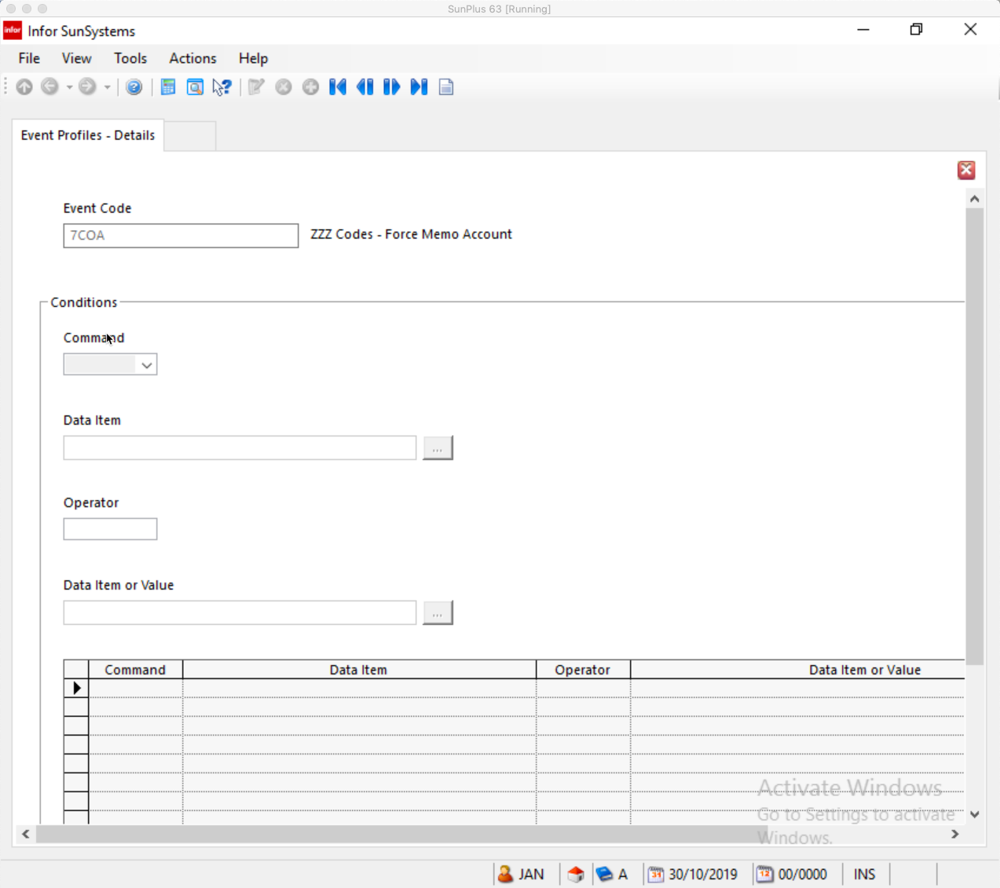 SunPlus 63 [Running]
infor Infor SunSystems
File View Tools Actions Help
Event Profiles - Details
Event Code
7COA ZZZ Codes - Force Memo Account
Conditions
Command
Data Item
...
Operator
Data Item or Value
...
Command Data Item Operator Data Item or Value
Activate Windows
Go to Settings to activate
Windows.
JAN A 31 30/10/2019 12 00/0000 INS